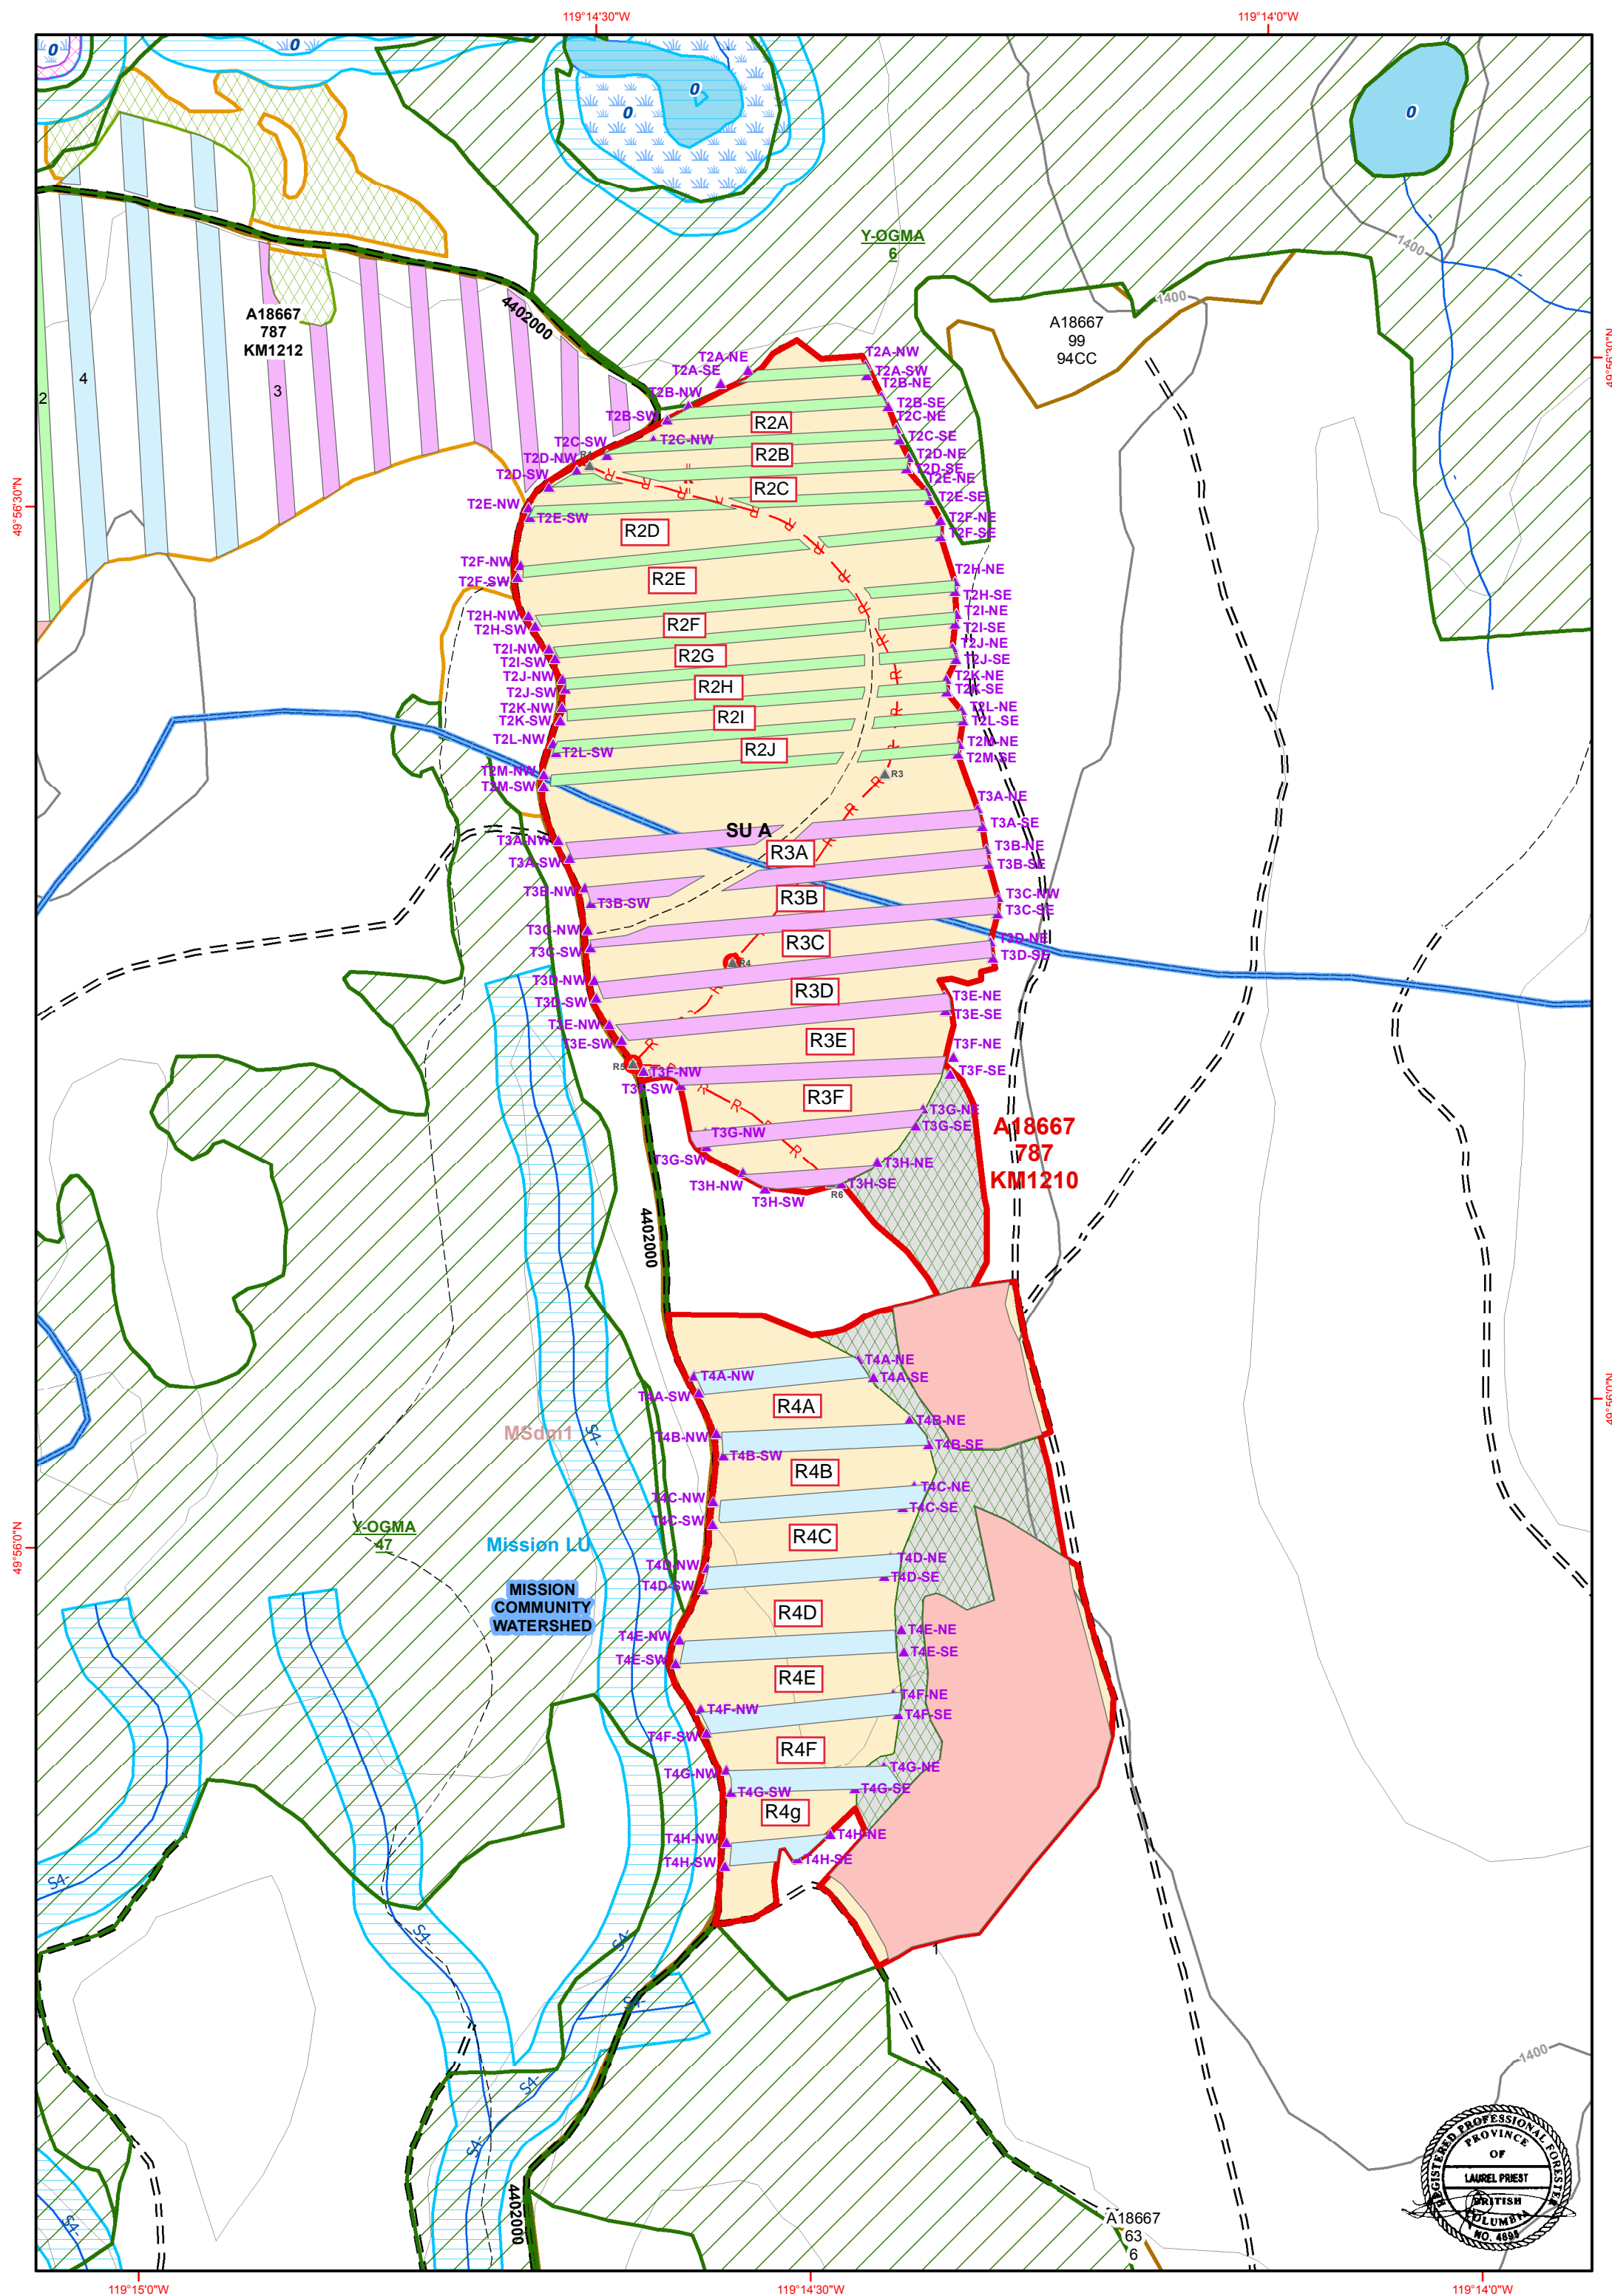 119°14'30"W
119°14'0"W
0
0
0
0
0
Y-OGMA
6
1400
1400
4402000
A18667
787
KM1212
A18667
99
94CC
2
4
3
49°56'30"N
49°56'30"N
T2A-NE
T2A-NW
T2A-SE
T2A-SW
T2B-NW
T2B-NE
T2B-SW
T2B-SE
T2C-NE
R2A
T2C-SW
T2C-NW
T2C-SE
T2D-NW
R2B
T2D-NE
T2D-SW
T2D-SE
R2C
T2E-NE
T2E-NW
T2E-SE
T2E-SW
T2F-NE
R2D
T2F-SE
T2F-NW
T2H-NE
T2F-SW
R2E
T2H-SE
T2H-NW
T2I-NE
T2H-SW
R2F
T2I-SE
T2I-NW
T2J-NE
T2I-SW
R2G
T2J-SE
T2J-NW
T2K-NE
T2J-SW
R2H
T2K-SE
T2K-NW
T2L-NE
T2K-SW
R2I
T2L-SE
T2L-NW
T2M-NE
T2L-SW
R2J
T2M-SE
T2M-NW
R3
T2M-SW
T3A-NE
SU A
T3A-SE
T3A-NW
R3A
T3B-NE
T3A-SW
T3B-SE
T3B-NW
R3B
T3C-NW
T3B-SW
T3C-SE
T3C-NW
R3C
T3D-NE
T3C-SW
T3D-SE
R4
T3D-NW
R3D
T3E-NE
T3D-SW
T3E-SE
T3E-NW
R3E
T3E-SW
T3F-NE
R5
T3F-NW
T3F-SE
T3F-SW
R3F
T3G-NE
T3G-NW
T3G-SE
T3G-SW
T3H-NE
T3H-NW
T3H-SE
R6
T3H-SW
A18667
787
KM1210
4402000
T4A-NE
T4A-NW
T4A-SE
T4A-SW
R4A
49°56'0"N
T4B-NE
T4B-NW
T4B-SE
T4B-SW
R4B
MSdm1
S4-
T4C-NE
T4C-NW
T4C-SE
T4C-SW
R4C
Y-OGMA
47
Mission LU
49°56'0"N
T4D-NE
T4D-NW
T4D-SE
T4D-SW
MISSION
COMMUNITY
WATERSHED
R4D
T4E-NE
T4E-NW
T4E-SE
T4E-SW
R4E
T4F-NE
T4F-NW
T4F-SE
T4F-SW
R4F
T4G-NE
T4G-NW
T4G-SE
T4G-SW
R4g
T4H-NE
T4H-NW
T4H-SE
T4H-SW
S4-
S4-
S4-
1
S4-
S4-
S4-
S4-
1400
4402000
A18667
63
6
REGISTERED PROFESSIONAL FORESTER
PROVINCE
OF
LAUREL PRIEST
BRITISH
COLUMBIA
NO. 4895
119°15'0"W
119°14'30"W
119°14'0"W